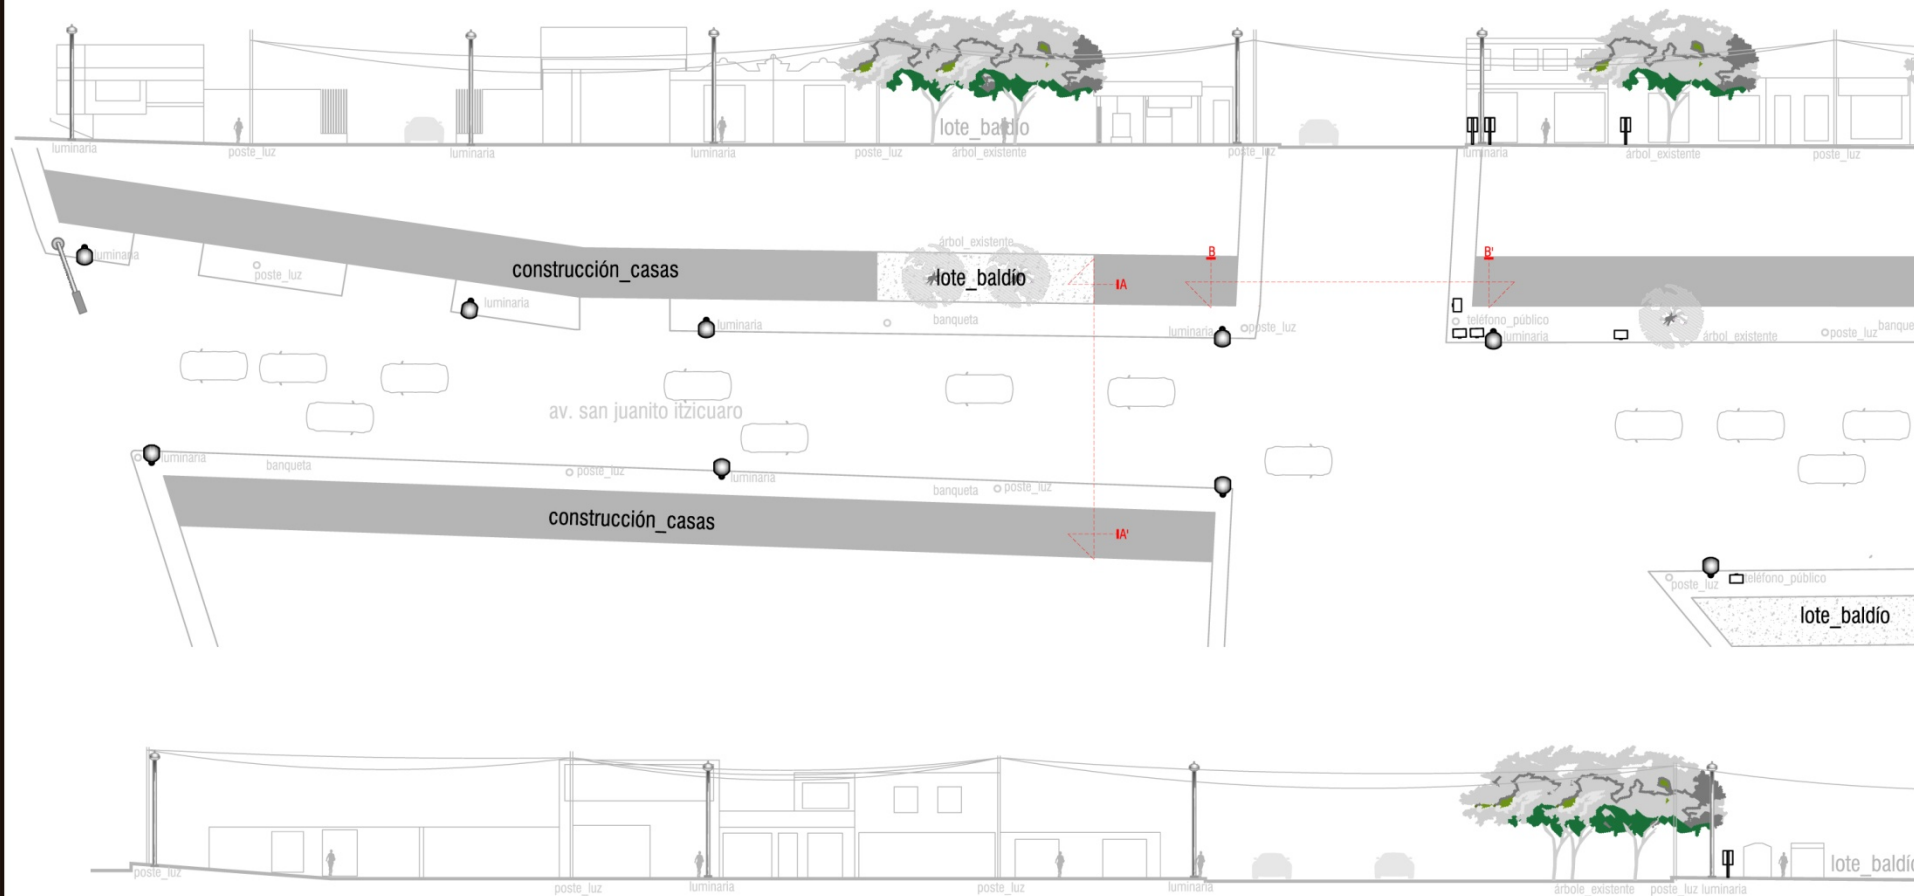 lote_baldío
luminaria
poste_luz
luminaria
luminaria
poste_luz
árbol_existente
poste_luz
luminaria
árbol_existente
poste_luz
árbol_existente
B
B'
luminaria
poste_luz
construcción_casas
lote_baldío
IA
luminaria
luminaria
banqueta
luminaria
poste_luz
teléfono_público
luminaria
árbol_existente
poste_luz
banque
av. san juanito itzicuaro
luminaria
banqueta
poste_luz
luminaria
banqueta
poste_luz
construcción_casas
IA'
poste_luz
teléfono_público
lote_baldío
lote_baldío
poste_luz
poste_luz
luminaria
poste_luz
luminaria
árbole_existente
poste_luz
luminaria